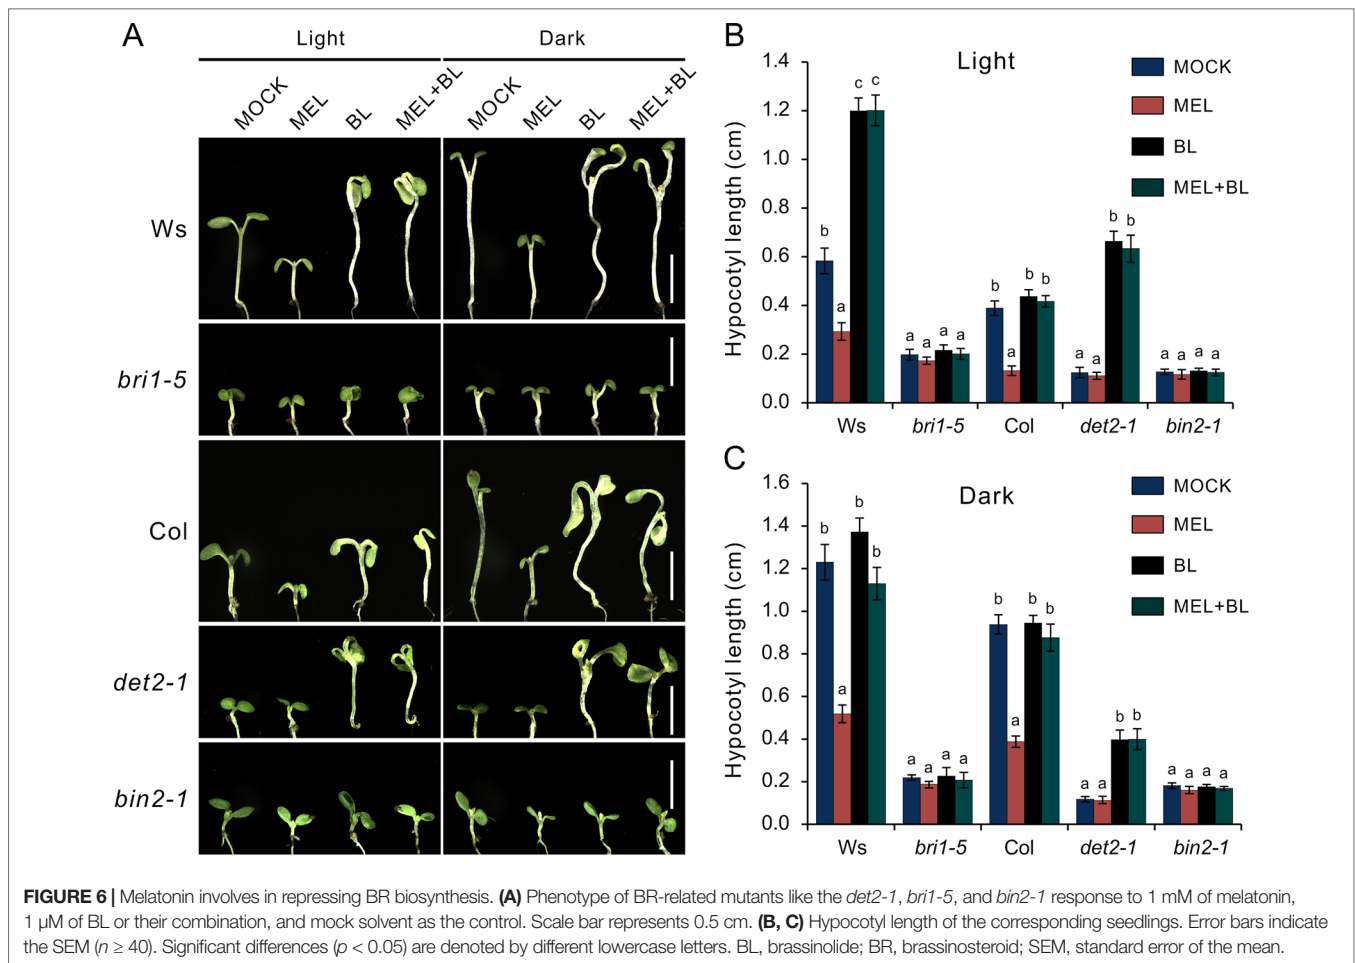 A
Light
Dark
MOCK
MEL
BL
MEL+BL
MOCK
MEL
BL
MEL+BL
Ws
bri1-5
Col
det2-1
bin2-1
B
Light
Hypocotyl length (cm)
1.4
1.2
1.0
0.8
0.6
0.4
0.2
0.0
b a c c
a a a a
b a b b
a a b b
a a a a
Ws bri1-5 Col det2-1 bin2-1
MOCK
MEL
BL
MEL+BL
C
Dark
Hypocotyl length (cm)
1.6
1.4
1.2
1.0
0.8
0.6
0.4
0.2
0.0
b a b b
a a a a
b a b b
a a b b
a a a a
Ws bri1-5 Col det2-1 bin2-1
MOCK
MEL
BL
MEL+BL
FIGURE 6 | Melatonin involves in repressing BR biosynthesis. (A) Phenotype of BR-related mutants like the det2-1, bri1-5, and bin2-1 response to 1 mM of melatonin,
1 μM of BL or their combination, and mock solvent as the control. Scale bar represents 0.5 cm. (B, C) Hypocotyl length of the corresponding seedlings. Error bars indicate
the SEM (n ≥ 40). Significant differences (p < 0.05) are denoted by different lowercase letters. BL, brassinolide; BR, brassinosteroid; SEM, standard error of the mean.